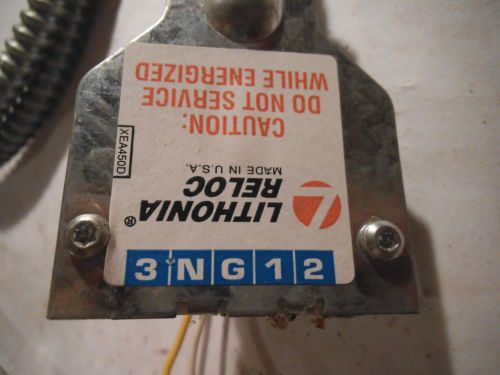 LITHONIA®
RELOC
MADE IN U.S.A.
CAUTION:
DO NOT SERVICE
WHILE ENERGIZED
XEA450D
3 N G 1 2